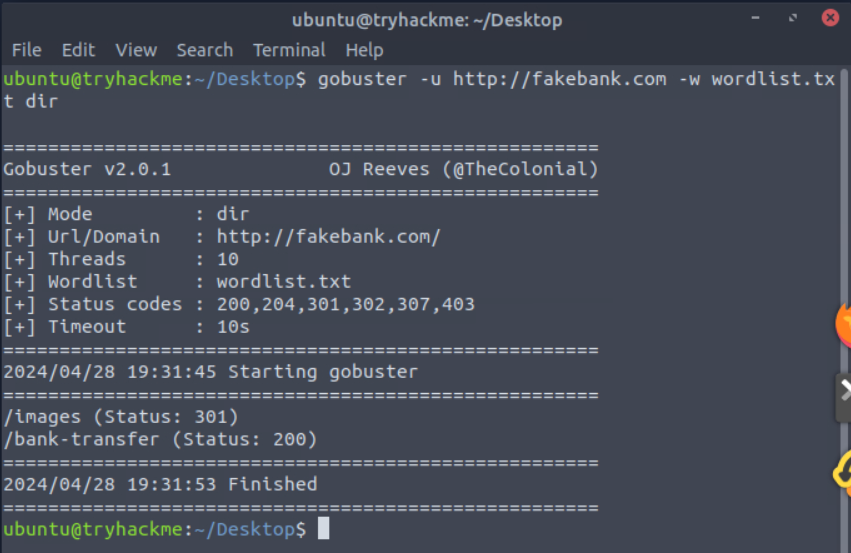 ubuntu@tryhackme: ~/Desktop
File Edit View Search Terminal Help
ubuntu@tryhackme:~/Desktop$ gobuster -u http://fakebank.com -w wordlist.tx
t dir
=====================================================
Gobuster v2.0.1              OJ Reeves (@TheColonial)
=====================================================
[+] Mode         : dir
[+] Url/Domain   : http://fakebank.com/
[+] Threads      : 10
[+] Wordlist     : wordlist.txt
[+] Status codes : 200,204,301,302,307,403
[+] Timeout      : 10s
=====================================================
2024/04/28 19:31:45 Starting gobuster
=====================================================
/images (Status: 301)
/bank-transfer (Status: 200)
=====================================================
2024/04/28 19:31:53 Finished
=====================================================
ubuntu@tryhackme:~/Desktop$